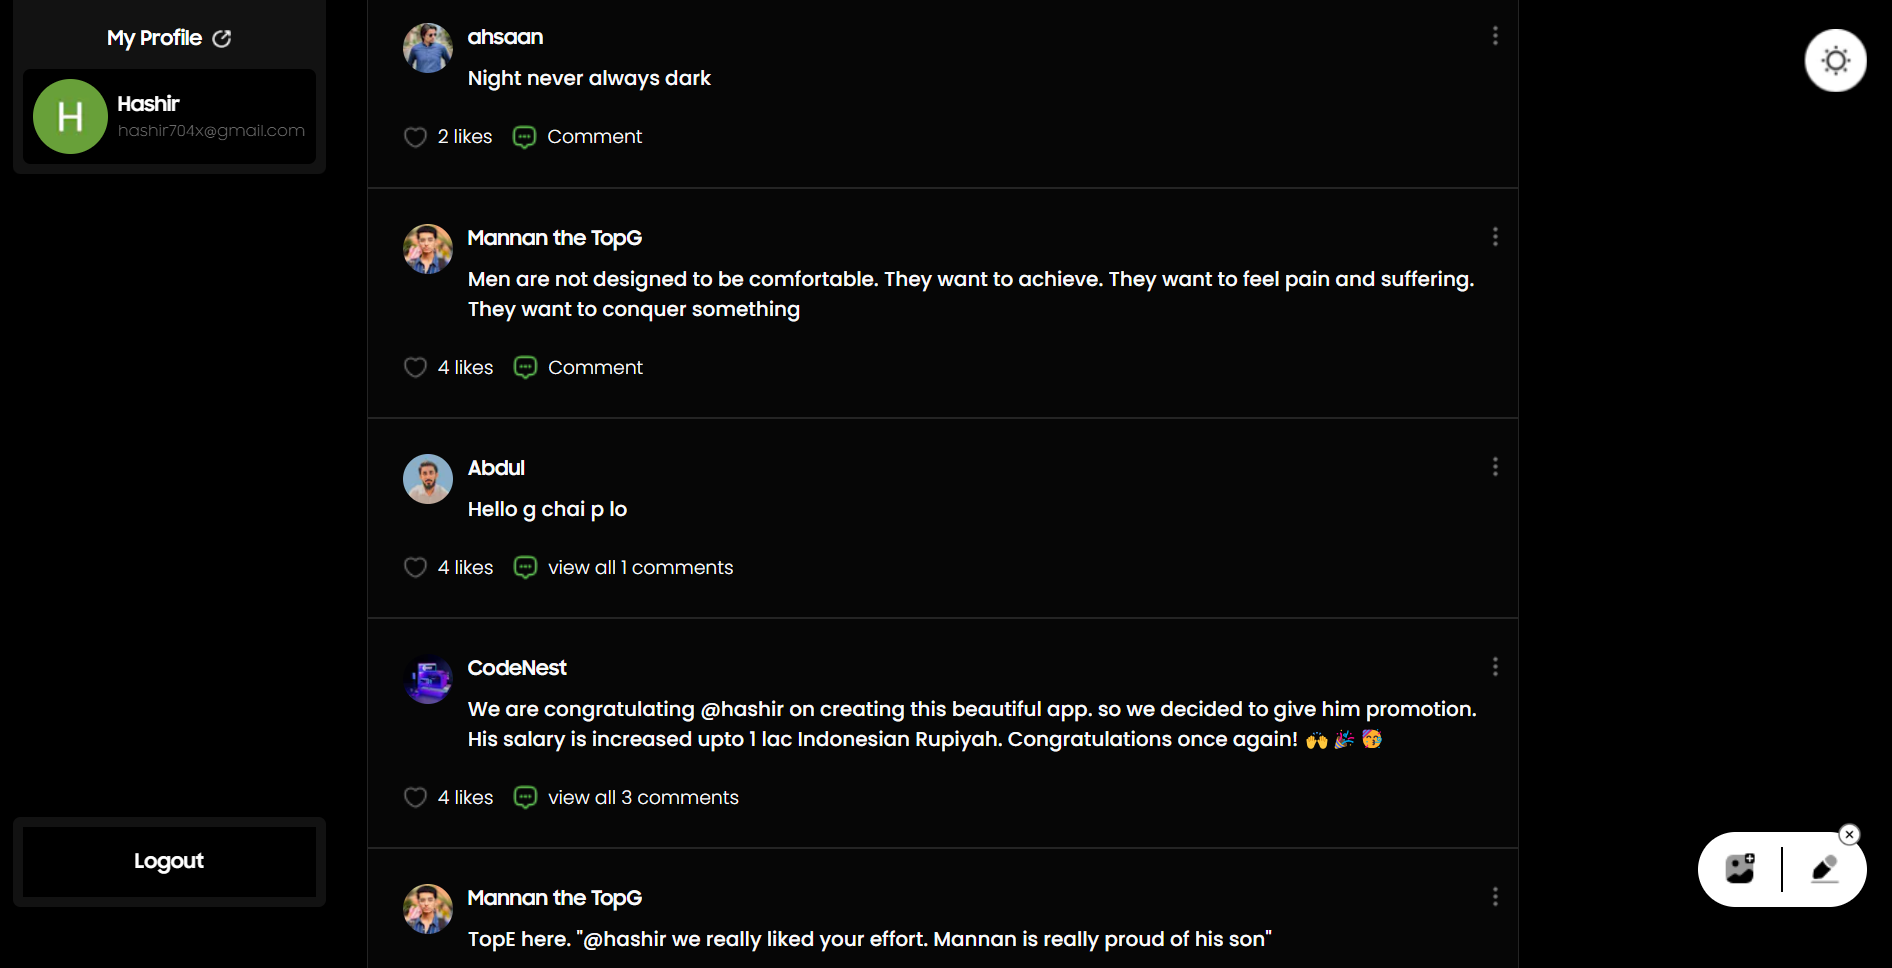 My Profile
H
Hashir
hashir704x@gmail.com
Logout
ahsaan
Night never always dark
2 likes Comment
Mannan the TopG
Men are not designed to be comfortable. They want to achieve. They want to feel pain and suffering.
They want to conquer something
4 likes Comment
Abdul
Hello g chai p lo
4 likes view all 1 comments
CodeNest
We are congratulating @hashir on creating this beautiful app. so we decided to give him promotion.
His salary is increased upto 1 lac Indonesian Rupiyah. Congratulations once again! 🙌 🎉 🥳
4 likes view all 3 comments
Mannan the TopG
TopE here. "@hashir we really liked your effort. Mannan is really proud of his son"